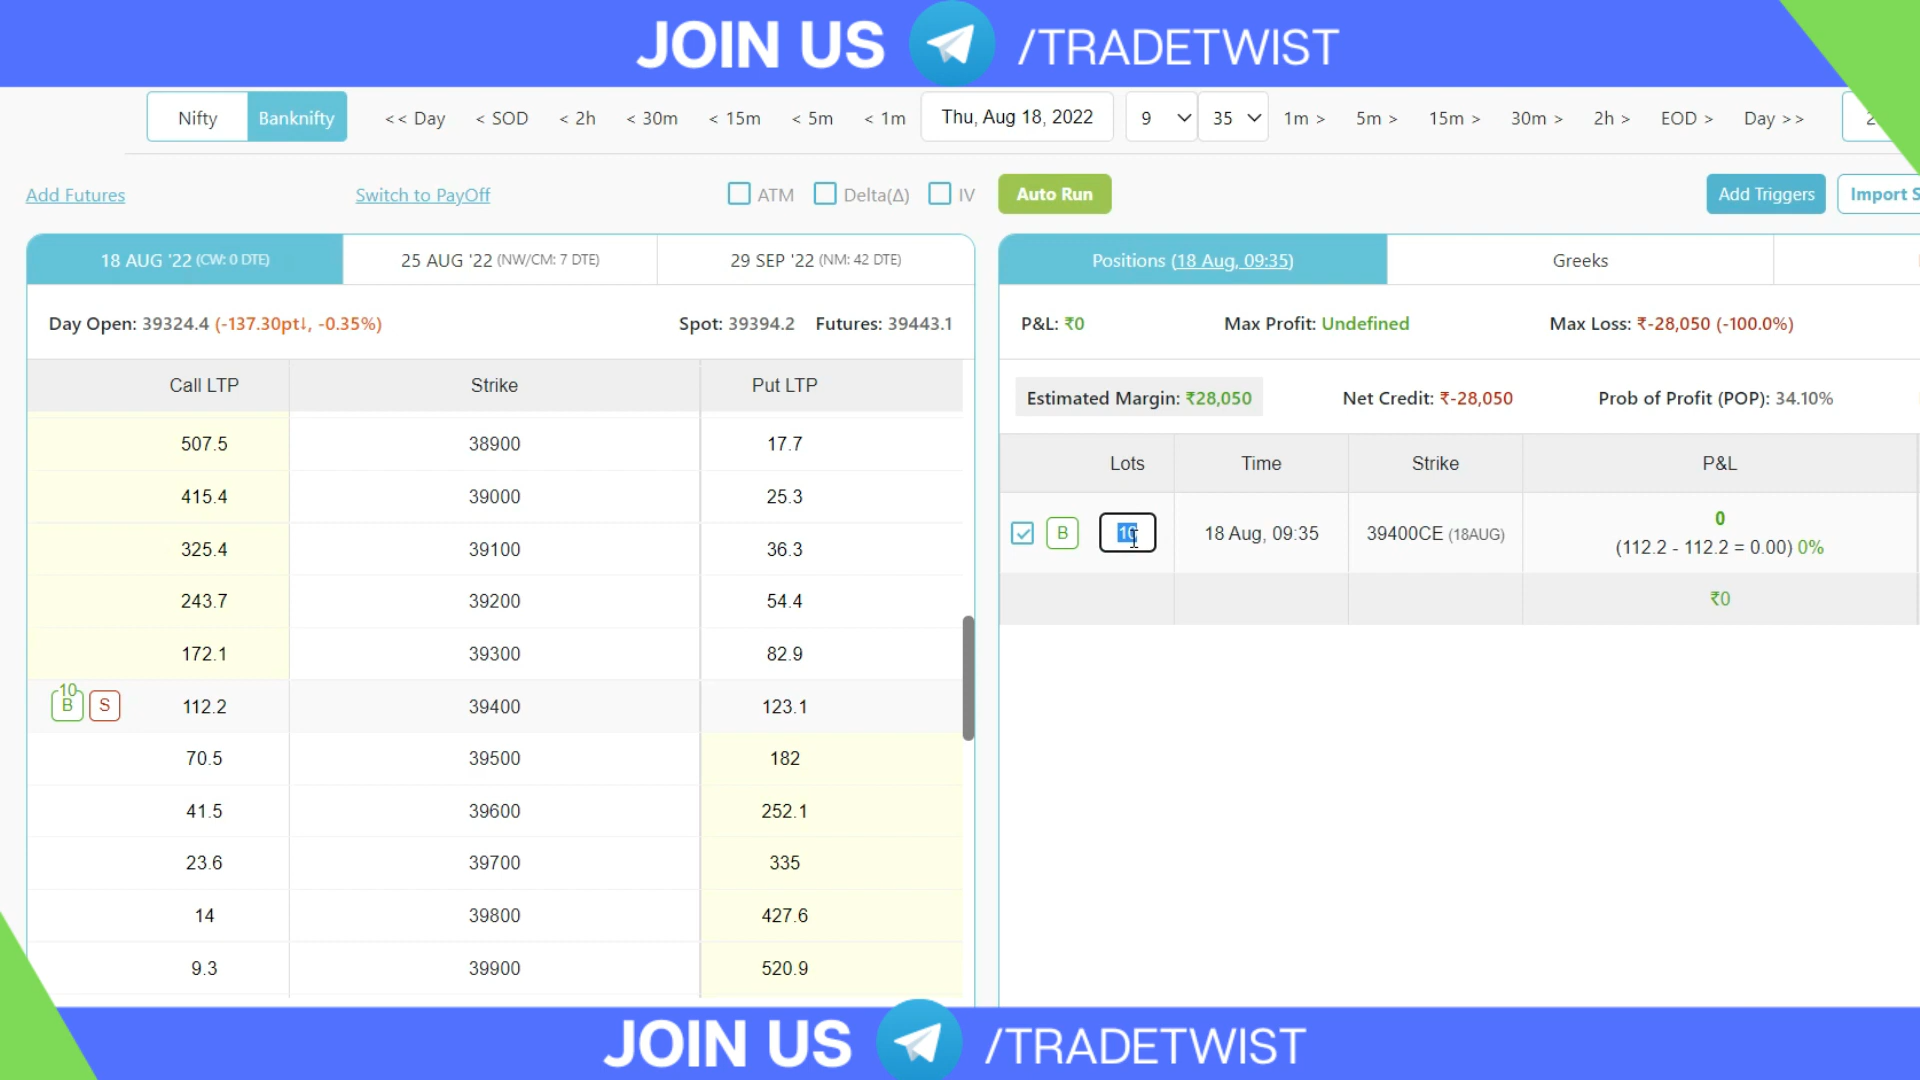 JOIN US /TRADETWIST
Nifty Banknifty << Day < SOD < 2h < 30m < 15m < 5m < 1m Thu, Aug 18, 2022 9 35 1m > 5m > 15m > 30m > 2h > EOD > Day >>
Add Futures Switch to PayOff ATM Delta(Δ) IV Auto Run Add Triggers Import S
18 AUG '22 (CW: 0 DTE) 25 AUG '22 (NW/CM: 7 DTE) 29 SEP '22 (NM: 42 DTE) Positions (18 Aug, 09:35) Greeks
Day Open: 39324.4 (-137.30pt↓, -0.35%) Spot: 39394.2 Futures: 39443.1 P&L: ₹0 Max Profit: Undefined Max Loss: ₹-28,050 (-100.0%)
Call LTP Strike Put LTP
Estimated Margin: ₹28,050 Net Credit: ₹-28,050 Prob of Profit (POP): 34.10%
507.5 38900 17.7
Lots Time Strike P&L
415.4 39000 25.3
B 10 18 Aug, 09:35 39400CE (18AUG) 0
(112.2 - 112.2 = 0.00) 0%
325.4 39100 36.3
243.7 39200 54.4
₹0
172.1 39300 82.9
10
B S 112.2 39400 123.1
70.5 39500 182
41.5 39600 252.1
23.6 39700 335
14 39800 427.6
9.3 39900 520.9
JOIN US /TRADETWIST